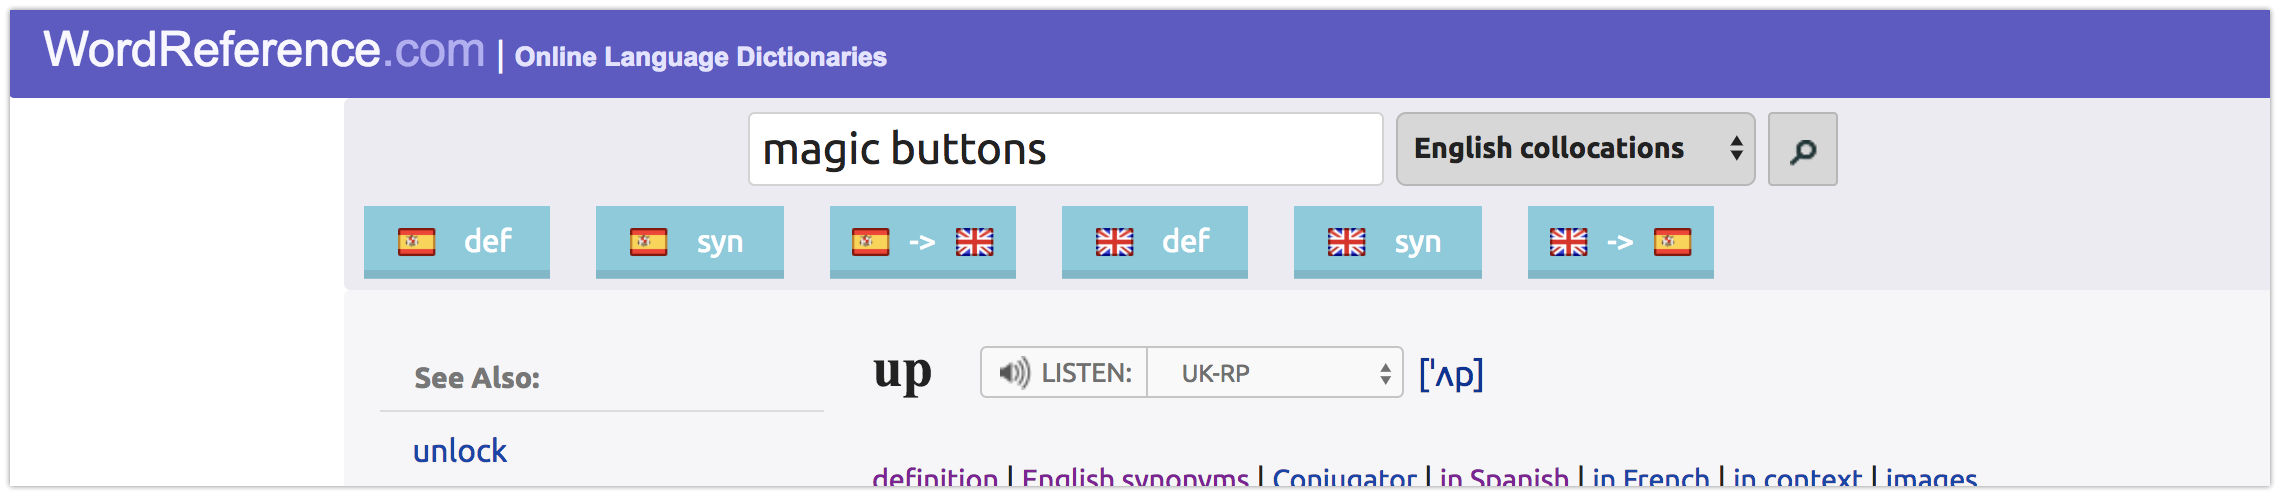 WordReference.com | Online Language Dictionaries
magic buttons English collocations
def syn -> def syn ->
See Also:
up LISTEN: UK-RP [ˈʌp]
unlock
definition | English synonyms | Conjugator | in Spanish | in French | in context | images